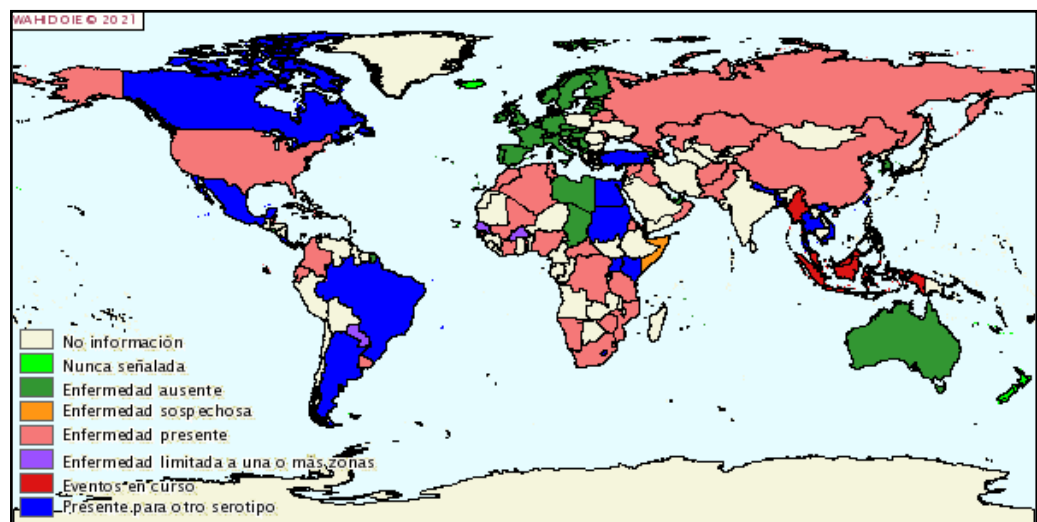 WAHID OIE © 2021
No información
Nunca señalada
Enfermedad ausente
Enfermedad sospechosa
Enfermedad presente
Enfermedad limitada a una o más zonas
Eventos en curso
Presente para otro serotipo